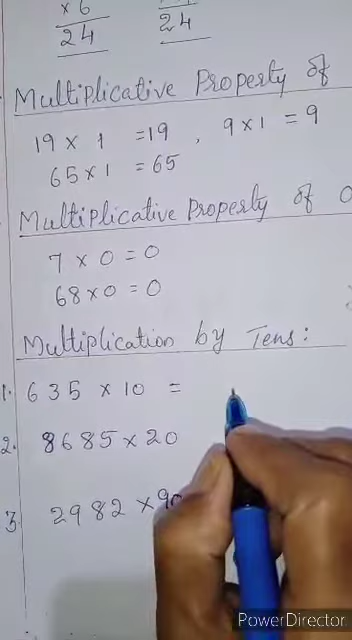 × 6
24
24
Multiplicative Property of
19 × 1 = 19 , 9 × 1 = 9
65 × 1 = 65
Multiplicative Property of 0
7 × 0 = 0
68 × 0 = 0
Multiplication by Tens:
1. 635 × 10 =
2. 8685 × 20
3 2982 × 90
PowerDirector